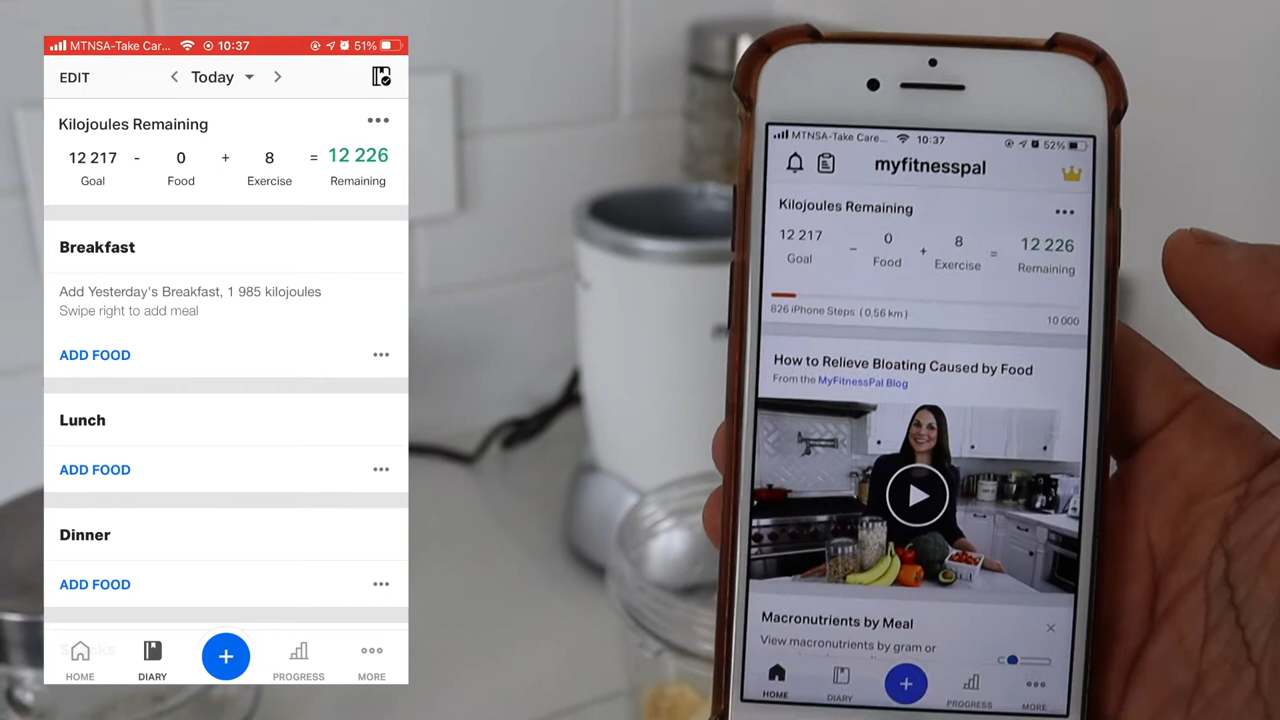 MTNSA-Take Car... 10:37 51%
EDIT Today
Kilojoules Remaining
12 217 - 0 + 8 = 12 226
Goal Food Exercise Remaining
Breakfast
Add Yesterday's Breakfast, 1 985 kilojoules
Swipe right to add meal
ADD FOOD
Lunch
ADD FOOD
Dinner
ADD FOOD
Snacks
HOME DIARY + PROGRESS MORE
MTNSA-Take Care... 10:37 52%
myfitnesspal
Kilojoules Remaining
12 217 - 0 + 8 = 12 226
Goal Food Exercise Remaining
826 iPhone Steps (0,56 km) 10 000
How to Relieve Bloating Caused by Food
From the MyFitnessPal Blog
Macronutrients by Meal
View macronutrients by gram or
HOME DIARY + PROGRESS MORE